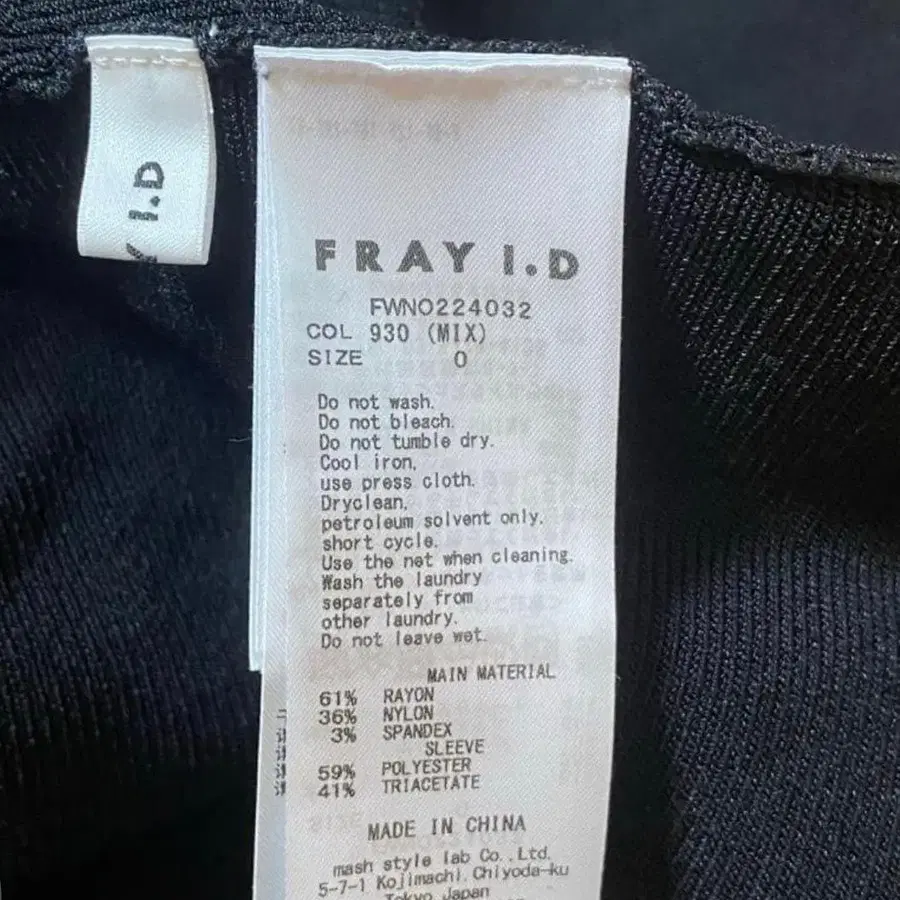 Y I.D
FRAY I.D
FWNO224032
COL 930 (MIX)
SIZE 0
Do not wash.
Do not bleach.
Do not tumble dry.
Cool iron,
use press cloth.
Dryclean,
petroleum solvent only.
short cycle.
Use the net when cleaning.
Wash the laundry
separately from
other laundry.
Do not leave wet.
MAIN MATERIAL
61% RAYON
36% NYLON
3% SPANDEX
SLEEVE
59% POLYESTER
41% TRIACETATE
MADE IN CHINA
mash style lab Co.,Ltd.
5-7-1 Kojimachi,Chiyoda-ku
Tokyo Japan